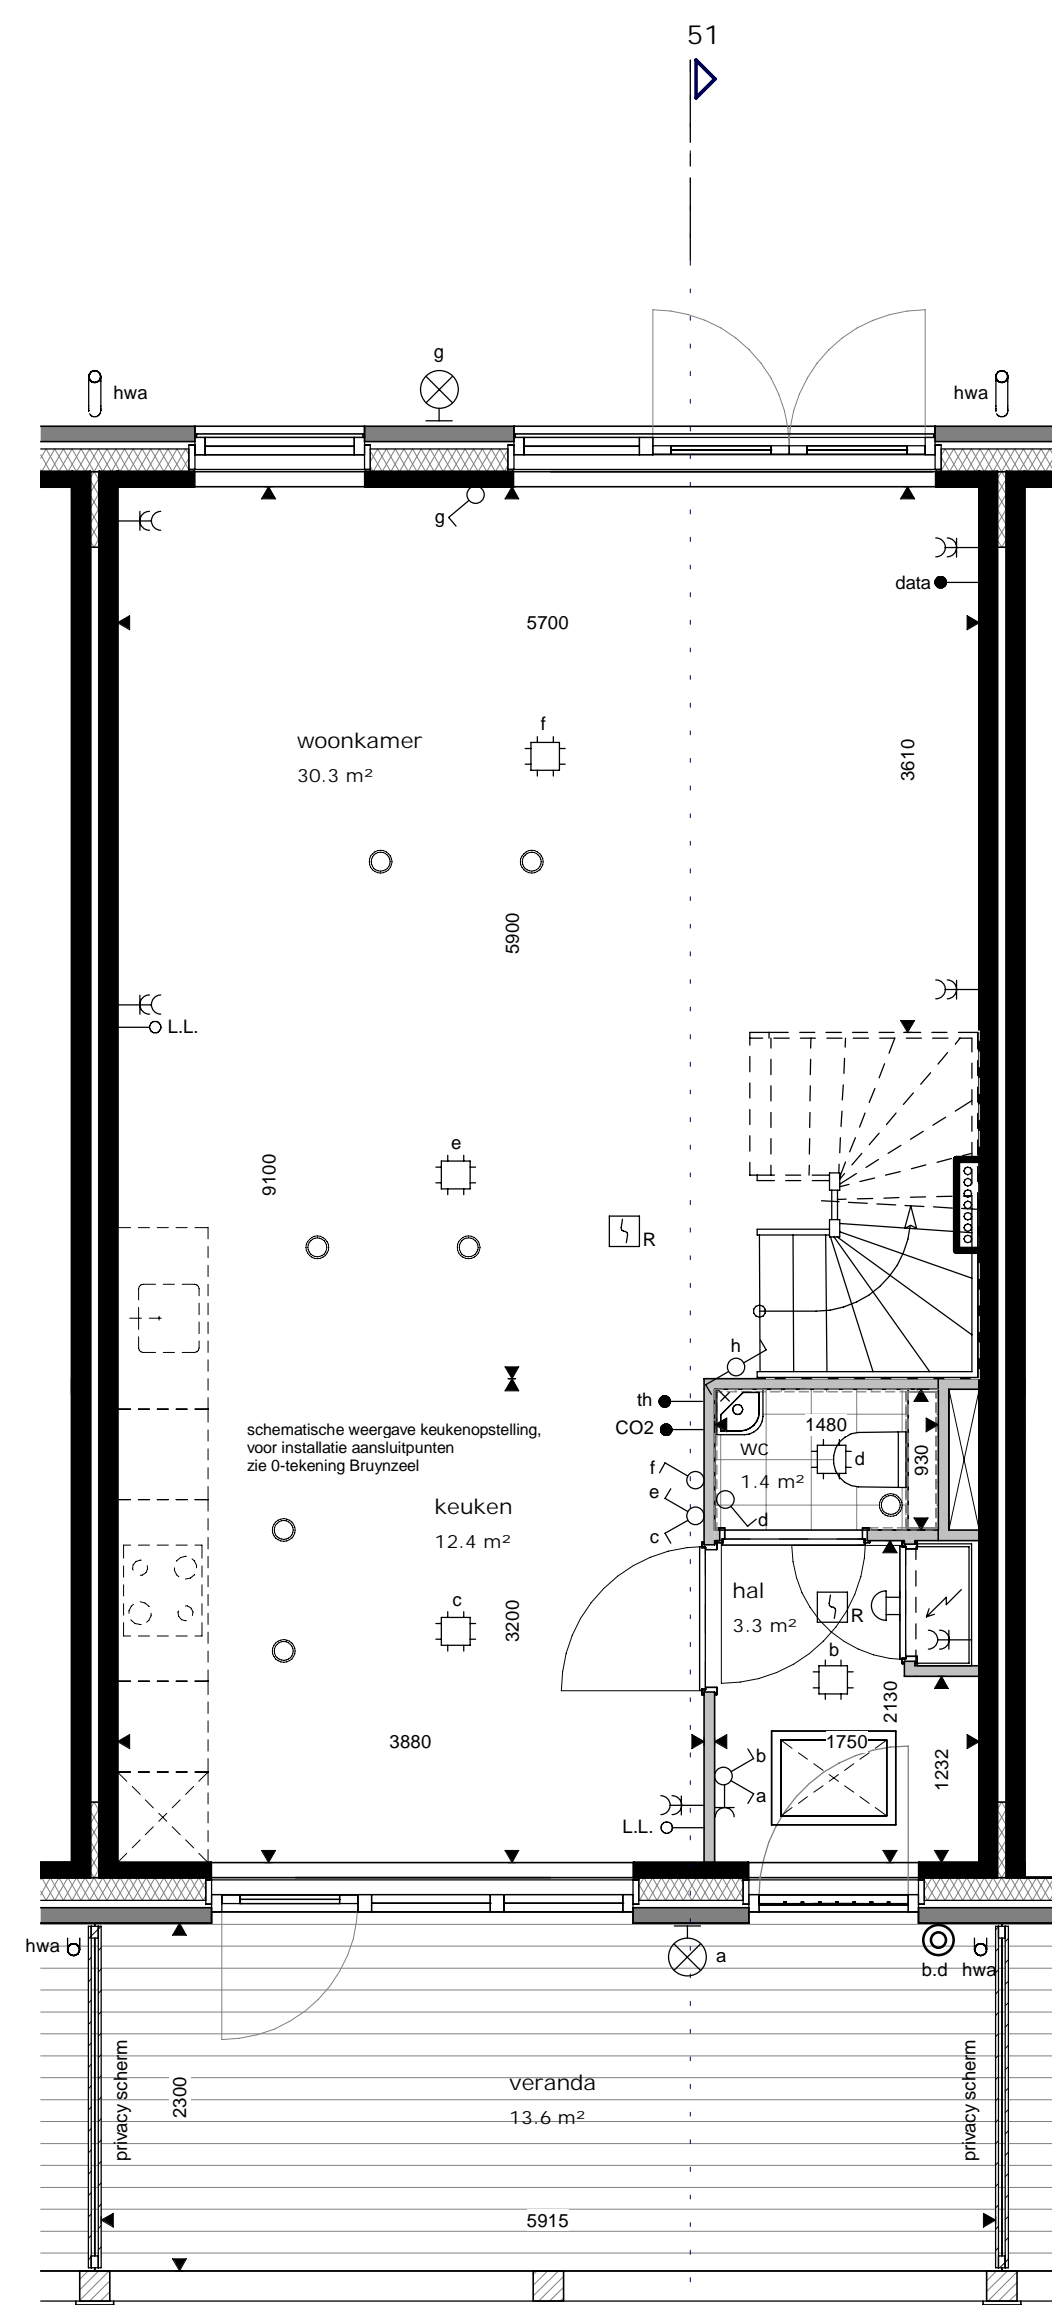 51
g
hwa
hwa
g
data
5700
f
woonkamer
30.3 m²
3610
5900
L.L.
e
9100
R
h
th
CO2
1480
wc
d
930
1.4 m²
schematische weergave keukenopstelling,
voor installatie aansluitpunten
zie 0-tekening Bruynzeel
f
e
c
d
keuken
12.4 m²
hal
3.3 m²
R
c
3200
b
2130
3880
1750
b
a
1232
L.L.
hwa
a
b.d
hwa
privacy scherm
2300
veranda
13.6 m²
privacy scherm
5915